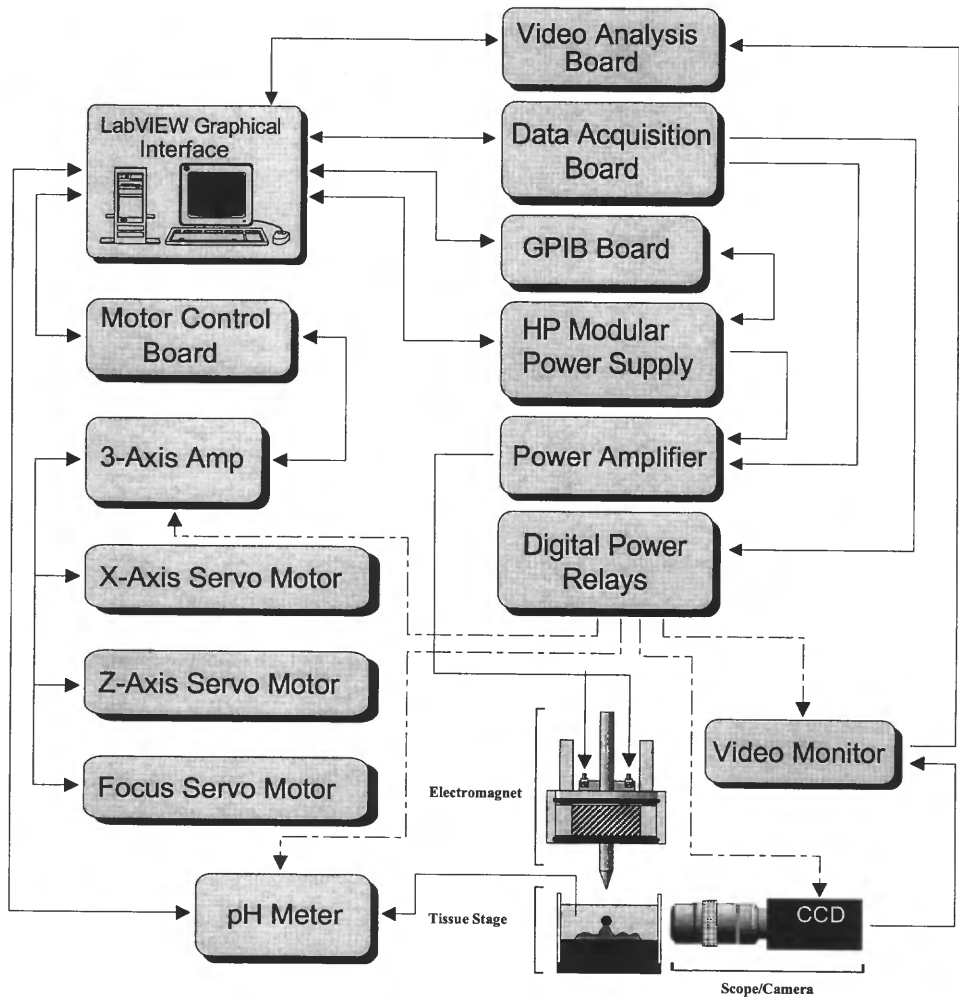 Video Analysis
Board
LabVIEW Graphical
Interface
Data Acquisition
Board
GPIB Board
Motor Control
Board
HP Modular
Power Supply
3-Axis Amp
Power Amplifier
Digital Power
Relays
X-Axis Servo Motor
Z-Axis Servo Motor
Video Monitor
Focus Servo Motor
Electromagnet
pH Meter
Tissue Stage
CCD
Scope/Camera